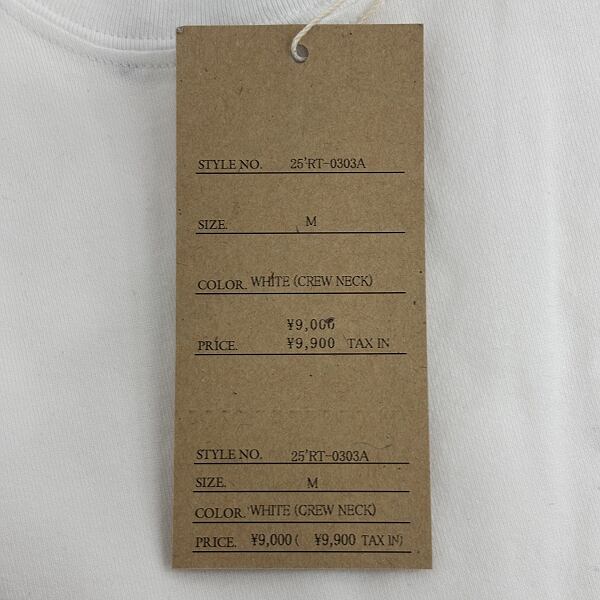 STYLE NO. 25'RT-0303A
SIZE. M
COLOR. WHITE (CREW NECK)
¥9,000
PRICE. ¥9,900 TAX IN
STYLE NO. 25'RT-0303A
SIZE. M
COLOR. WHITE (CREW NECK)
PRICE. ¥9,000 ( ¥9,900 TAX IN)